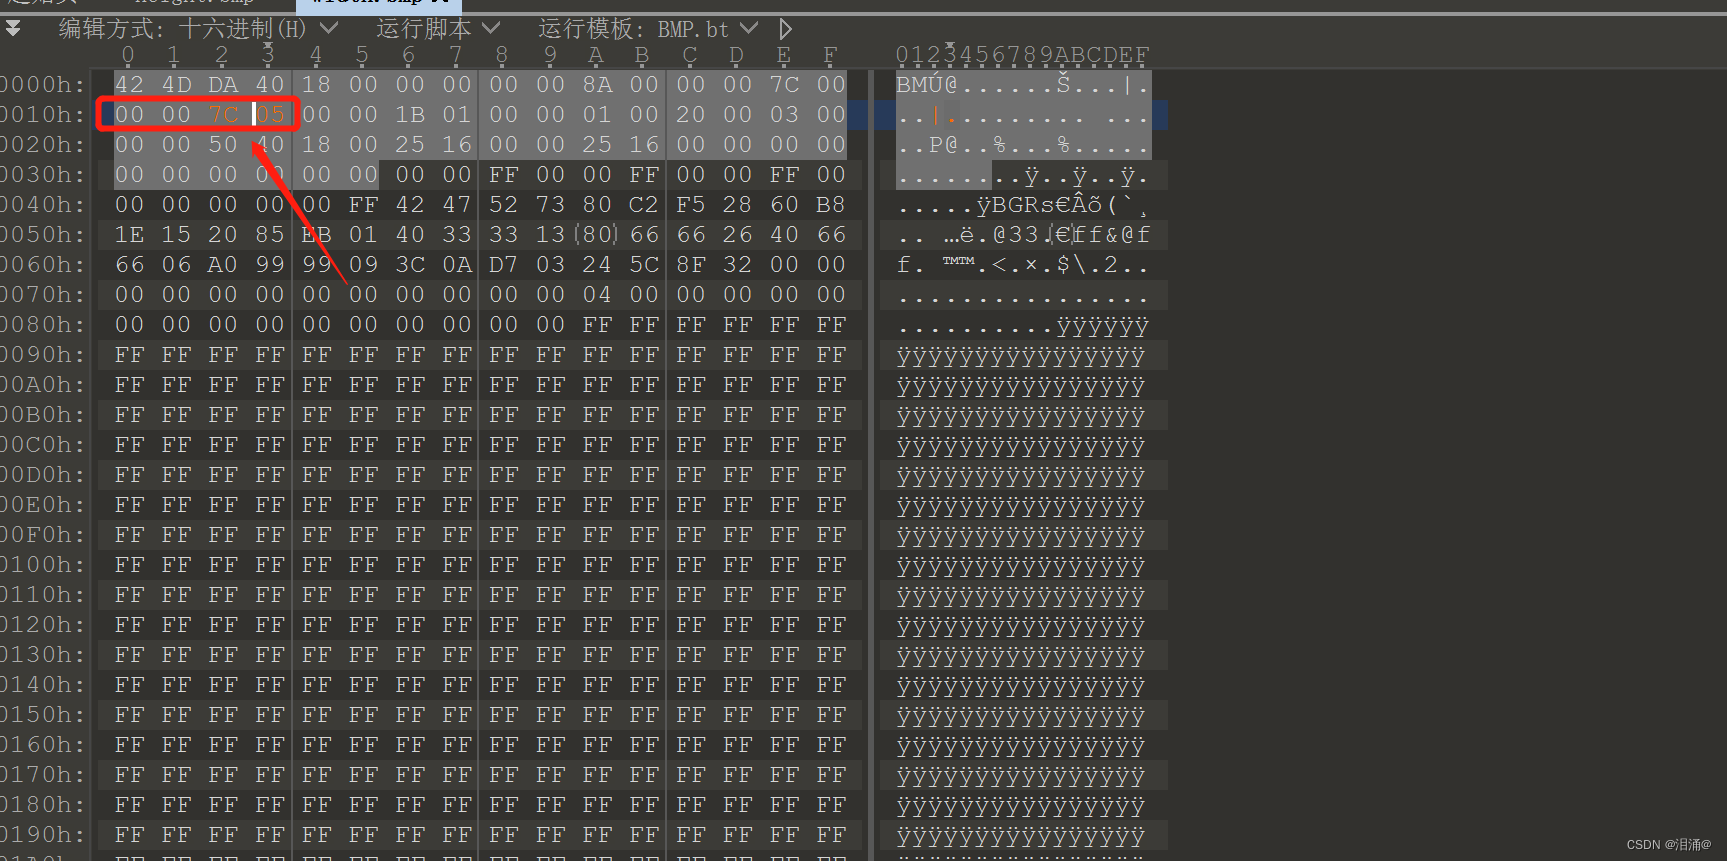 编辑方式: 十六进制(H) 运行脚本 运行模板: BMP.bt
0 1 2 3 4 5 6 7 8 9 A B C D E F 0123456789ABCDEF
0000h: 42 4D DA 40 18 00 00 00 00 00 8A 00 00 00 7C 00 BMÚ@......Š...|.
0010h: 00 00 7C 05 00 00 1B 01 00 00 01 00 20 00 03 00 ..|......... ...
0020h: 00 00 50 40 18 00 25 16 00 00 25 16 00 00 00 00 ..P@..%...%.....
0030h: 00 00 00 00 00 00 00 00 FF 00 00 FF 00 00 FF 00 ........ÿ..ÿ..ÿ.
0040h: 00 00 00 00 00 FF 42 47 52 73 80 C2 F5 28 60 B8 .....ÿBGRs€Âõ(`¸
0050h: 1E 15 20 85 EB 01 40 33 33 13 80 66 66 26 40 66 .. …ë.@33.€ff&@f
0060h: 66 06 A0 99 99 09 3C 0A D7 03 24 5C 8F 32 00 00 f. ™™.<.×.$\.2..
0070h: 00 00 00 00 00 00 00 00 00 00 04 00 00 00 00 00 ................
0080h: 00 00 00 00 00 00 00 00 00 00 FF FF FF FF FF FF ..........ÿÿÿÿÿÿ
0090h: FF FF FF FF FF FF FF FF FF FF FF FF FF FF FF FF ÿÿÿÿÿÿÿÿÿÿÿÿÿÿÿÿ
00A0h: FF FF FF FF FF FF FF FF FF FF FF FF FF FF FF FF ÿÿÿÿÿÿÿÿÿÿÿÿÿÿÿÿ
00B0h: FF FF FF FF FF FF FF FF FF FF FF FF FF FF FF FF ÿÿÿÿÿÿÿÿÿÿÿÿÿÿÿÿ
00C0h: FF FF FF FF FF FF FF FF FF FF FF FF FF FF FF FF ÿÿÿÿÿÿÿÿÿÿÿÿÿÿÿÿ
00D0h: FF FF FF FF FF FF FF FF FF FF FF FF FF FF FF FF ÿÿÿÿÿÿÿÿÿÿÿÿÿÿÿÿ
00E0h: FF FF FF FF FF FF FF FF FF FF FF FF FF FF FF FF ÿÿÿÿÿÿÿÿÿÿÿÿÿÿÿÿ
00F0h: FF FF FF FF FF FF FF FF FF FF FF FF FF FF FF FF ÿÿÿÿÿÿÿÿÿÿÿÿÿÿÿÿ
0100h: FF FF FF FF FF FF FF FF FF FF FF FF FF FF FF FF ÿÿÿÿÿÿÿÿÿÿÿÿÿÿÿÿ
0110h: FF FF FF FF FF FF FF FF FF FF FF FF FF FF FF FF ÿÿÿÿÿÿÿÿÿÿÿÿÿÿÿÿ
0120h: FF FF FF FF FF FF FF FF FF FF FF FF FF FF FF FF ÿÿÿÿÿÿÿÿÿÿÿÿÿÿÿÿ
0130h: FF FF FF FF FF FF FF FF FF FF FF FF FF FF FF FF ÿÿÿÿÿÿÿÿÿÿÿÿÿÿÿÿ
0140h: FF FF FF FF FF FF FF FF FF FF FF FF FF FF FF FF ÿÿÿÿÿÿÿÿÿÿÿÿÿÿÿÿ
0150h: FF FF FF FF FF FF FF FF FF FF FF FF FF FF FF FF ÿÿÿÿÿÿÿÿÿÿÿÿÿÿÿÿ
0160h: FF FF FF FF FF FF FF FF FF FF FF FF FF FF FF FF ÿÿÿÿÿÿÿÿÿÿÿÿÿÿÿÿ
0170h: FF FF FF FF FF FF FF FF FF FF FF FF FF FF FF FF ÿÿÿÿÿÿÿÿÿÿÿÿÿÿÿÿ
0180h: FF FF FF FF FF FF FF FF FF FF FF FF FF FF FF FF ÿÿÿÿÿÿÿÿÿÿÿÿÿÿÿÿ
0190h: FF FF FF FF FF FF FF FF FF FF FF FF FF FF FF FF ÿÿÿÿÿÿÿÿÿÿÿÿÿÿÿÿ
CSDN @泪涌@